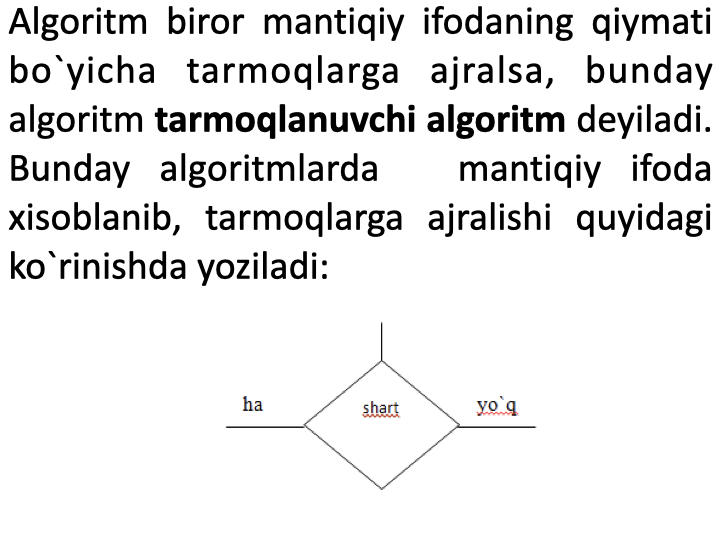 Algoritm biror mantiqiy ifodaning qiymati
bo`yicha tarmoqlarga ajralsa, bunday
algoritm tarmoqlanuvchi algoritm deyiladi.
Bunday algoritmlarda mantiqiy ifoda
xisoblanib, tarmoqlarga ajralishi quyidagi
ko`rinishda yoziladi:
ha
shart
yo`q